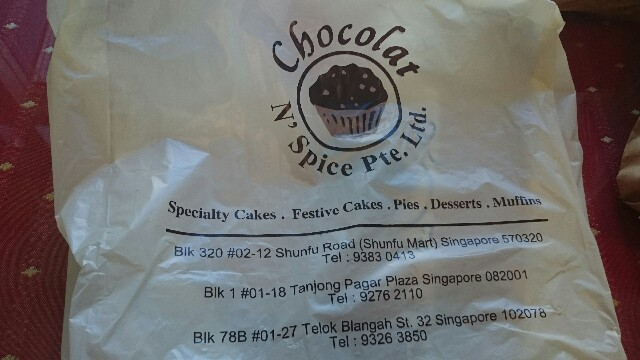 Chocolat
N' Spice Pte. Ltd.
Specialty Cakes . Festive Cakes . Pies . Desserts . Muffins
Blk 320 #02-12 Shunfu Road (Shunfu Mart) Singapore 570320
Tel : 9383 0413
Blk 1 #01-18 Tanjong Pagar Plaza Singapore 082001
Tel : 9276 2110
Blk 78B #01-27 Telok Blangah St. 32 Singapore 102078
Tel : 9326 3850